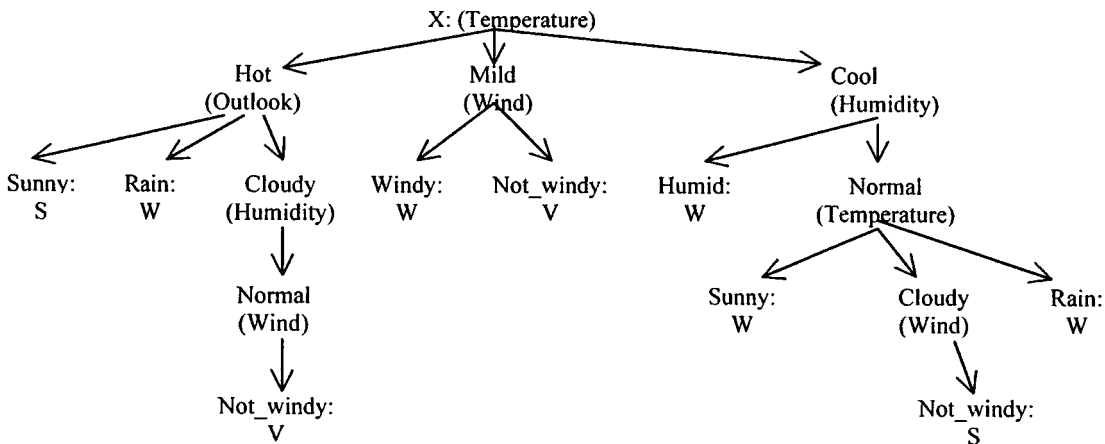 X: (Temperature)
Hot Mild Cool
(Outlook) (Wind) (Humidity)
Sunny: Rain: Cloudy Windy: Not_windy: Humid: Normal
S W (Humidity) W V W (Temperature)
Normal Sunny: Cloudy Rain:
(Wind) W (Wind) W
Not_windy: Not_windy:
V S